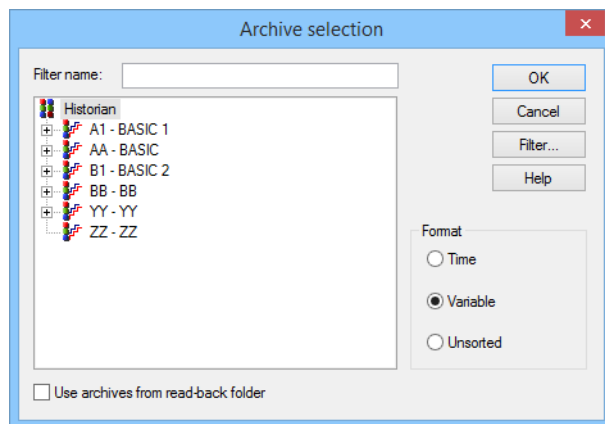 Archive selection
Filter name:
Historian
A1 - BASIC 1
AA - BASIC
B1 - BASIC 2
BB - BB
YY - YY
ZZ - ZZ
OK
Cancel
Filter...
Help
Format
Time
Variable
Unsorted
Use archives from read-back folder